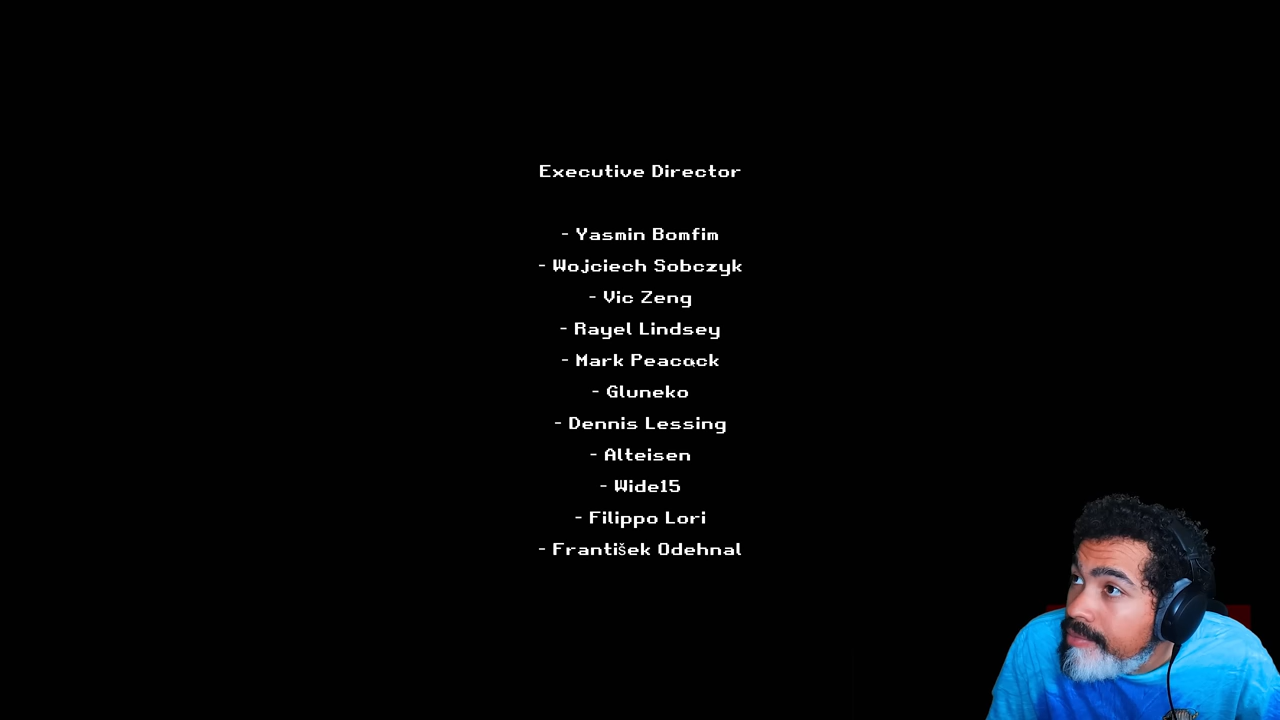 Executive Director
- Yasmin Bomfim
- Wojciech Sobczyk
- Vic Zeng
- Rayel Lindsey
- Mark Peacock
- Gluneko
- Dennis Lessing
- Alteisen
- Wide15
- Filippo Lori
- František Odehnal